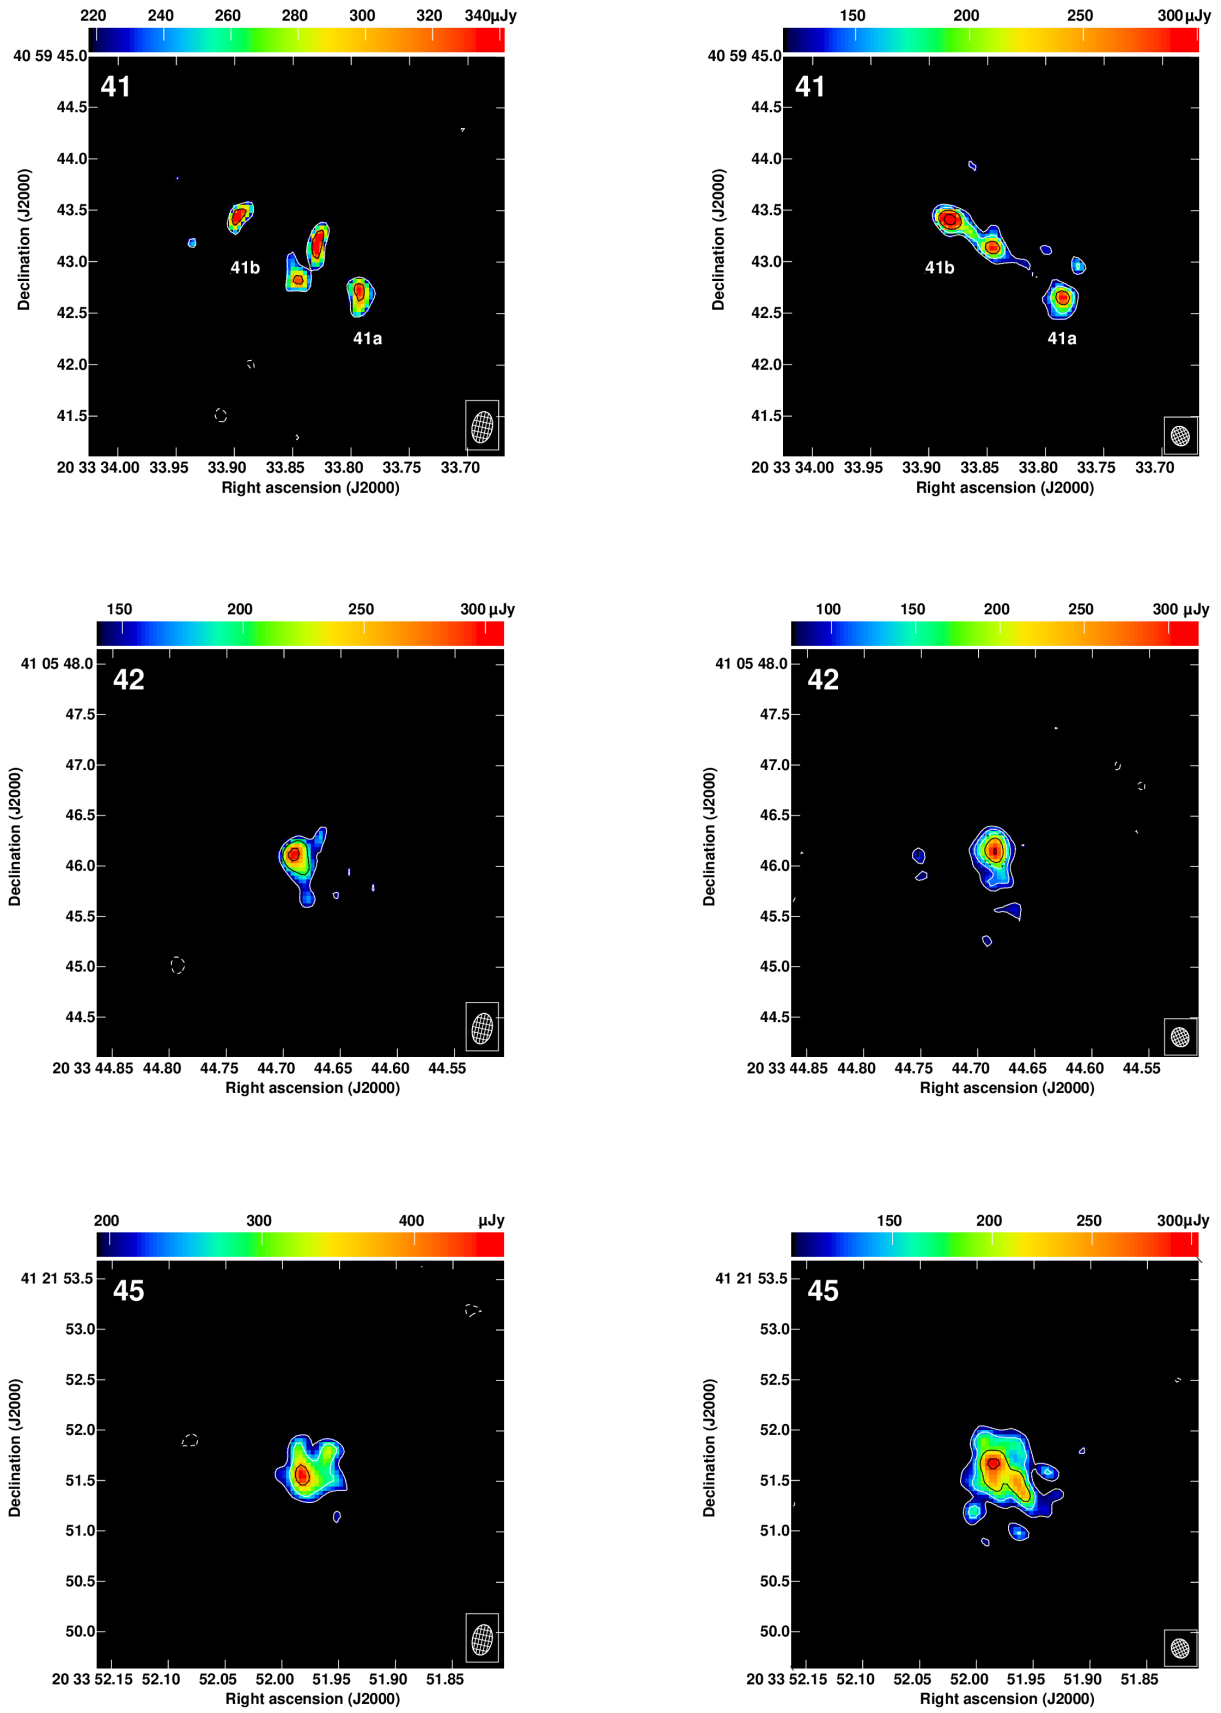 220 240 260 280 300 320 340µJy
40 59 45.0
41
44.5
44.0
43.5
43.0
42.5
42.0
41.5
41b
41a
Declination (J2000)
20 33 34.00 33.95 33.90 33.85 33.80 33.75 33.70
Right ascension (J2000)
150 200 250 300µJy
40 59 45.0
41
44.5
44.0
43.5
43.0
42.5
42.0
41.5
41b
41a
Declination (J2000)
20 33 34.00 33.95 33.90 33.85 33.80 33.75 33.70
Right ascension (J2000)
150 200 250 300 µJy
41 05 48.0
42
47.5
47.0
46.5
46.0
45.5
45.0
44.5
Declination (J2000)
20 33 44.85 44.80 44.75 44.70 44.65 44.60 44.55
Right ascension (J2000)
100 150 200 250 300 µJy
41 05 48.0
42
47.5
47.0
46.5
46.0
45.5
45.0
44.5
Declination (J2000)
20 33 44.85 44.80 44.75 44.70 44.65 44.60 44.55
Right ascension (J2000)
200 300 400 µJy
41 21 53.5
45
53.0
52.5
52.0
51.5
51.0
50.5
50.0
Declination (J2000)
20 33 52.15 52.10 52.05 52.00 51.95 51.90 51.85
Right ascension (J2000)
150 200 250 300µJy
41 21 53.5
45
53.0
52.5
52.0
51.5
51.0
50.5
50.0
Declination (J2000)
20 33 52.15 52.10 52.05 52.00 51.95 51.90 51.85
Right ascension (J2000)